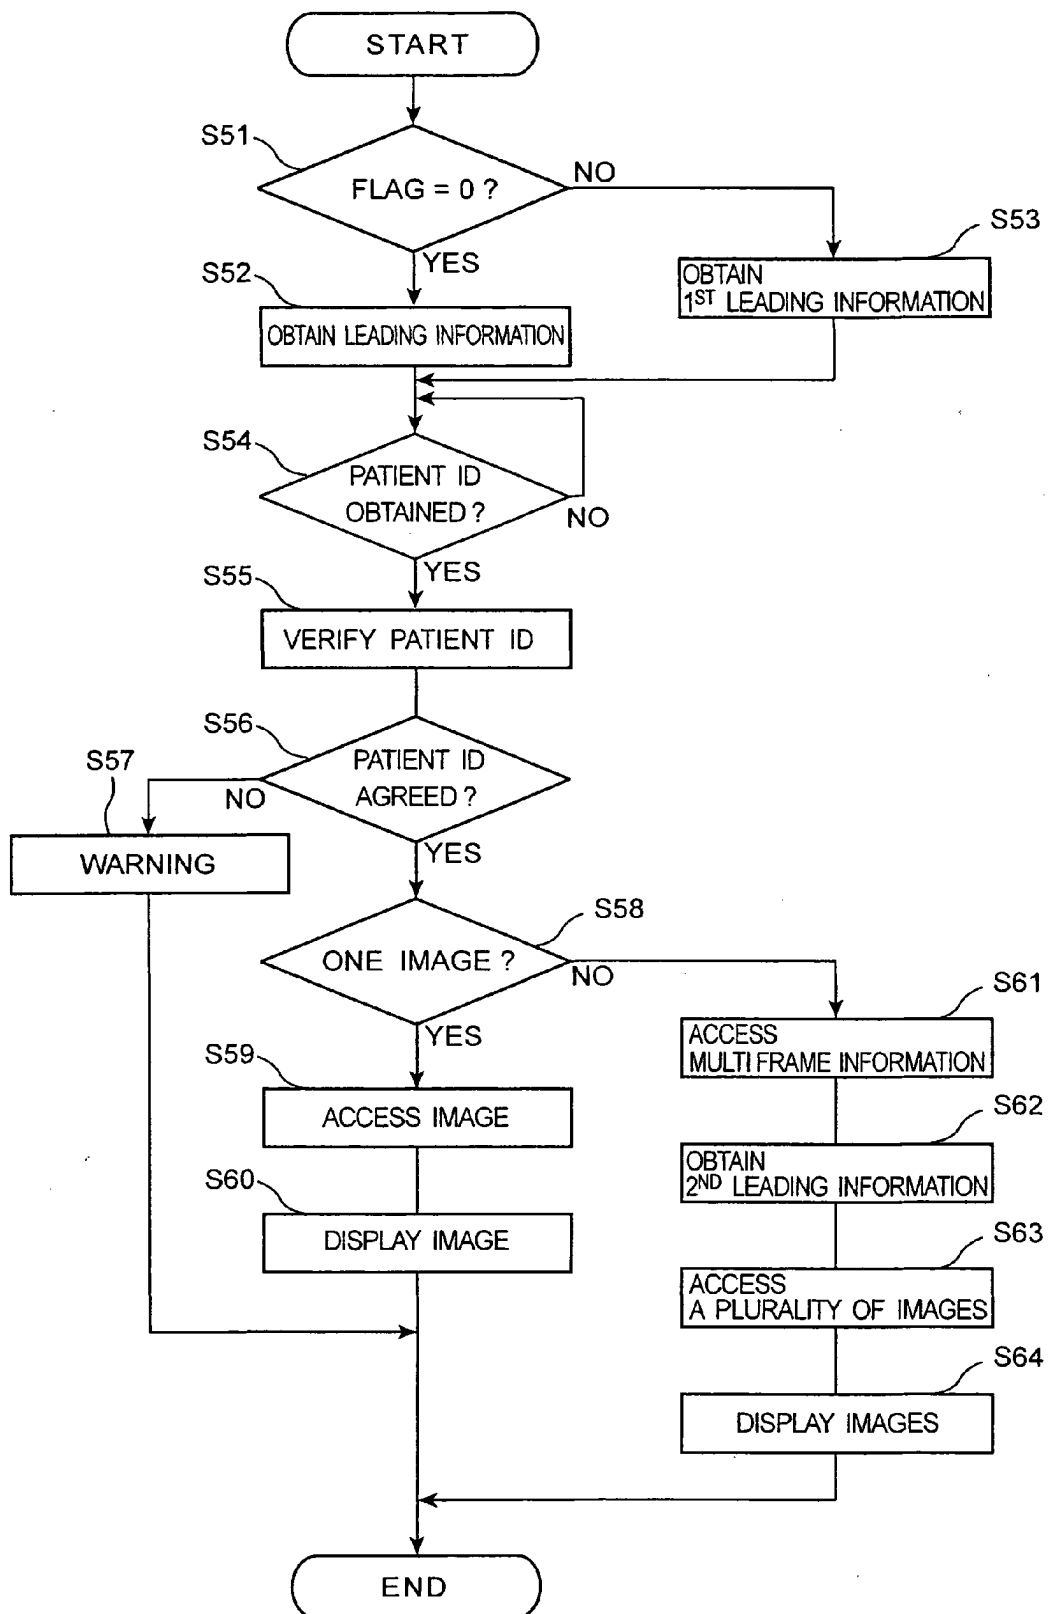 START
S51
FLAG = 0 ?
NO
YES
S53
OBTAIN
1ST LEADING INFORMATION
S52
OBTAIN LEADING INFORMATION
S54
PATIENT ID
OBTAINED ?
NO
YES
S55
VERIFY PATIENT ID
S56
PATIENT ID
AGREED ?
NO
YES
S57
WARNING
S58
ONE IMAGE ?
NO
YES
S59
ACCESS IMAGE
S60
DISPLAY IMAGE
S61
ACCESS
MULTI FRAME INFORMATION
S62
OBTAIN
2ND LEADING INFORMATION
S63
ACCESS
A PLURALITY OF IMAGES
S64
DISPLAY IMAGES
END